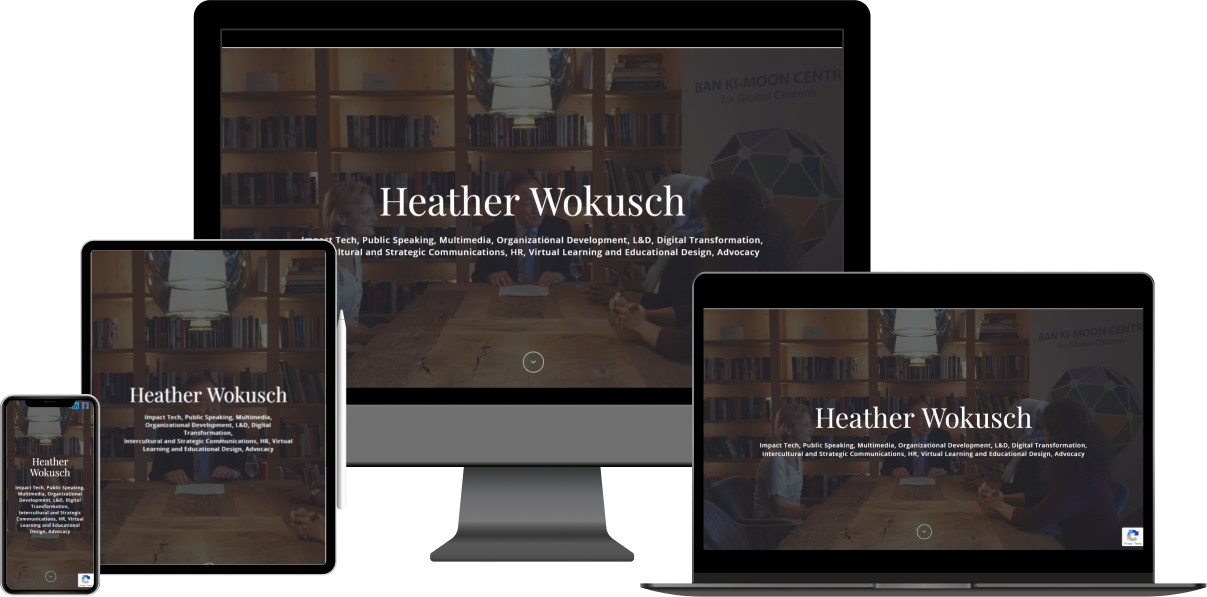 BAN KI-MOON CENTR
for Global Citizens
Heather Wokusch
Tech, Public Speaking, Multimedia, Organizational Development, L&D, Digital Transformation,
and Strategic Communications, HR, Virtual Learning and Educational Design, Advocacy
Heather Wokusch
Impact Tech, Public Speaking, Multimedia,
Organizational Development, L&D, Digital
Transformation,
Intercultural and Strategic Communications, HR, Virtual
Learning and Educational Design, Advocacy
Heather
Wokusch
Impact Tech, Public Speaking,
Multimedia, Organizational
Development, L&D, Digital
Transformation,
Intercultural and Strategic
Communications, HR, Virtual
Learning and Educational
Design, Advocacy
BAN KI-MOON CENTR
for Global Citizens
Heather Wokusch
Impact Tech, Public Speaking, Multimedia, Organizational Development, L&D, Digital Transformation,
Intercultural and Strategic Communications, HR, Virtual Learning and Educational Design, Advocacy